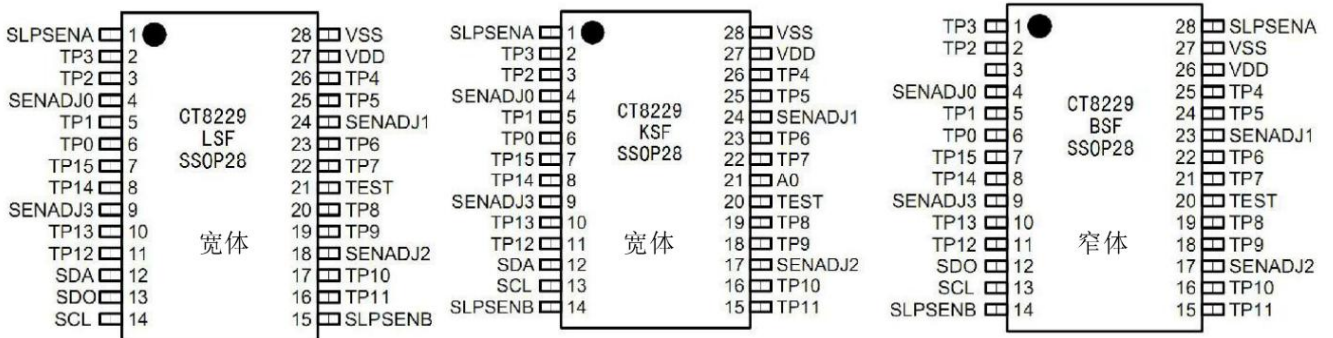 SLPSENA 1 28 VSS
TP3 2 27 VDD
TP2 3 26 TP4
SENADJ0 4 25 TP5
TP1 5 24 SENADJ1
TP0 6 23 TP6
TP15 7 22 TP7
TP14 8 21 TEST
SENADJ3 9 20 TP8
TP13 10 19 TP9
TP12 11 18 SENADJ2
SDA 12 17 TP10
SDO 13 16 TP11
SCL 14 15 SLPSENB
CT8229
LSF
SSOP28
宽体
SLPSENA 1 28 VSS
TP3 2 27 VDD
TP2 3 26 TP4
SENADJ0 4 25 TP5
TP1 5 24 SENADJ1
TP0 6 23 TP6
TP15 7 22 TP7
TP14 8 21 A0
SENADJ3 9 20 TEST
TP13 10 19 TP8
TP12 11 18 TP9
SDA 12 17 SENADJ2
SCL 13 16 TP10
SLPSENB 14 15 TP11
CT8229
KSF
SSOP28
宽体
TP3 1 28 SLPSENA
TP2 2 27 VSS
3 26 VDD
SENADJ0 4 25 TP4
TP1 5 24 TP5
TP0 6 23 SENADJ1
TP15 7 22 TP6
TP14 8 21 TP7
SENADJ3 9 20 TEST
TP13 10 19 TP8
TP12 11 18 TP9
SDO 12 17 SENADJ2
SCL 13 16 TP10
SLPSENB 14 15 TP11
CT8229
BSF
SSOP28
窄体